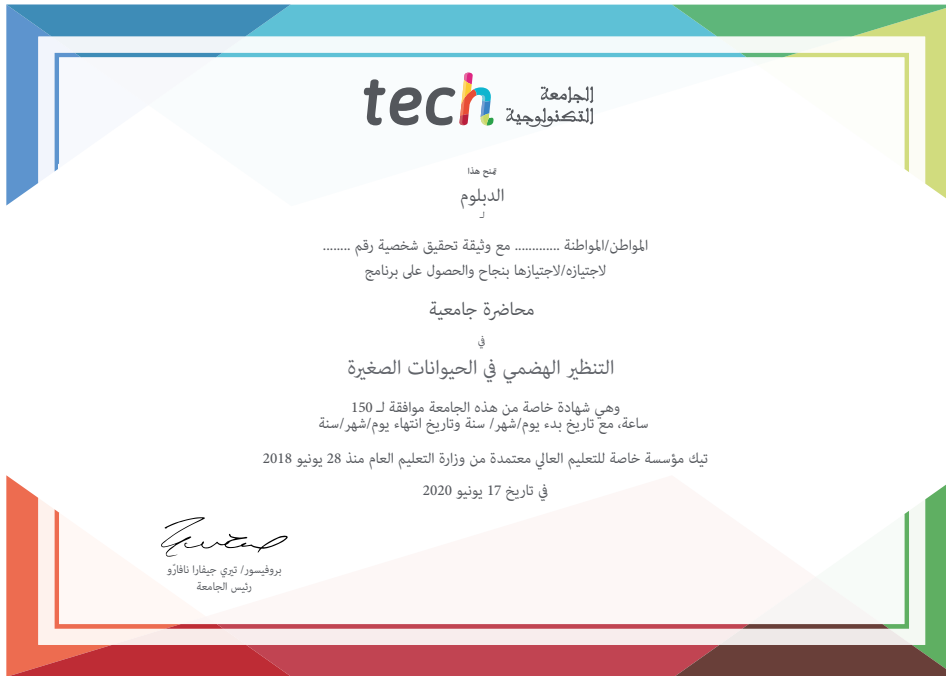 tech
الجامعة
التكنولوجية
يمنح هذا
الدبلوم
لـ
المواطن/المواطنة ............ مع وثيقة تحقيق شخصية رقم ........
لاجتيازه/لاجتيازها بنجاح والحصول على برنامج
محاضرة جامعية
في
التنظير الهضمي في الحيوانات الصغيرة
وهي شهادة خاصة من هذه الجامعة موافقة لـ 150
ساعة، مع تاريخ بدء يوم/شهر/ سنة وتاريخ انتهاء يوم/شهر/سنة
تيك مؤسسة خاصة للتعليم العالي معتمدة من وزارة التعليم العام منذ 28 يونيو 2018
في تاريخ 17 يونيو 2020
بروفيسور/ تيري جيفارا نافارّو
رئيس الجامعة